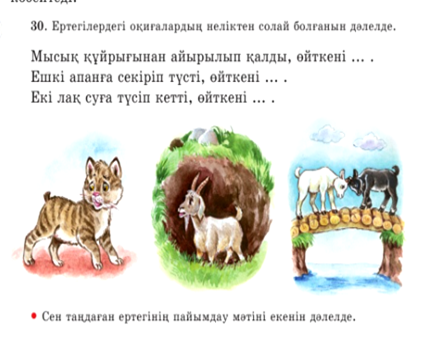 30. Ертегілердегі оқиғалардың неліктен солай болғанын дәлелде.
Мысық құйрығынан айырылып қалды, өйткені ... .
Ешкі апанға секіріп түсті, өйткені ... .
Екі лақ суға түсіп кетті, өйткені ... .
• Сен таңдаған ертегінің пайымдау мәтіні екенін дәлелде.